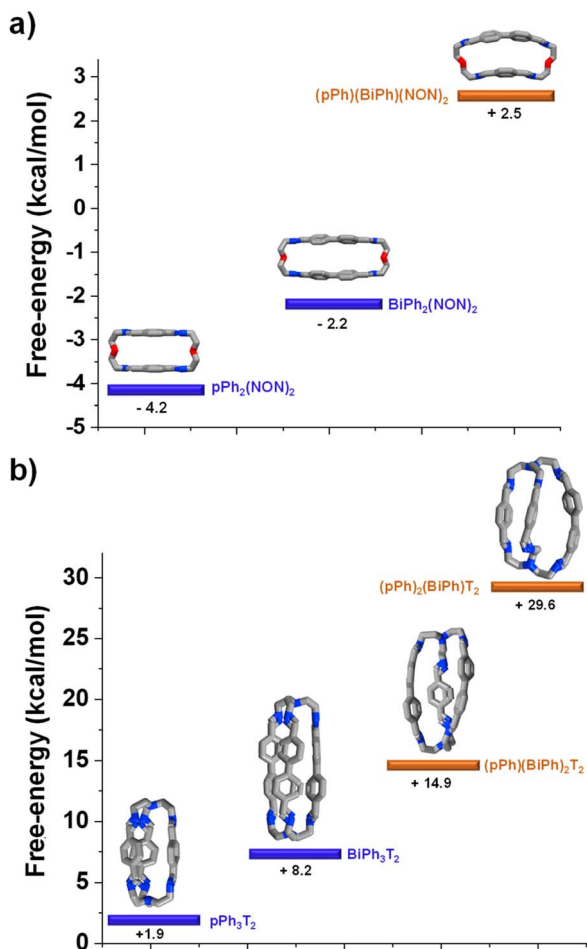 a)
Free-energy (kcal/mol)
3
2
1
0
-1
-2
-3
-4
-5
(pPh)(BiPh)(NON)₂
+ 2.5
BiPh₂(NON)₂
- 2.2
pPh₂(NON)₂
- 4.2
b)
Free-energy (kcal/mol)
30
25
20
15
10
5
0
(pPh)₂(BiPh)T₂
+ 29.6
(pPh)(BiPh)₂T₂
+ 14.9
BiPh₃T₂
+ 8.2
pPh₃T₂
+1.9